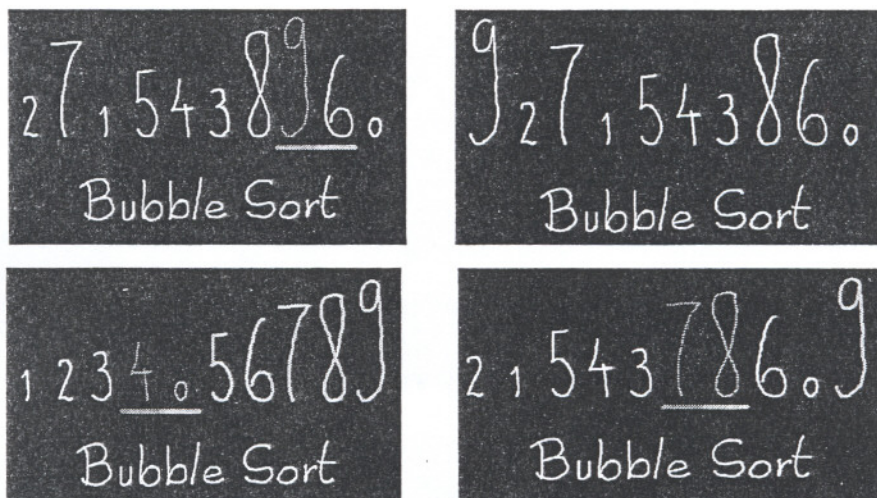 2 7 1 5 4 3 8 9 6 0
Bubble Sort
9 2 7 1 5 4 3 8 6 0
Bubble Sort
1 2 3 4 0 5 6 7 8 9
Bubble Sort
2 1 5 4 3 7 8 6 0 9
Bubble Sort